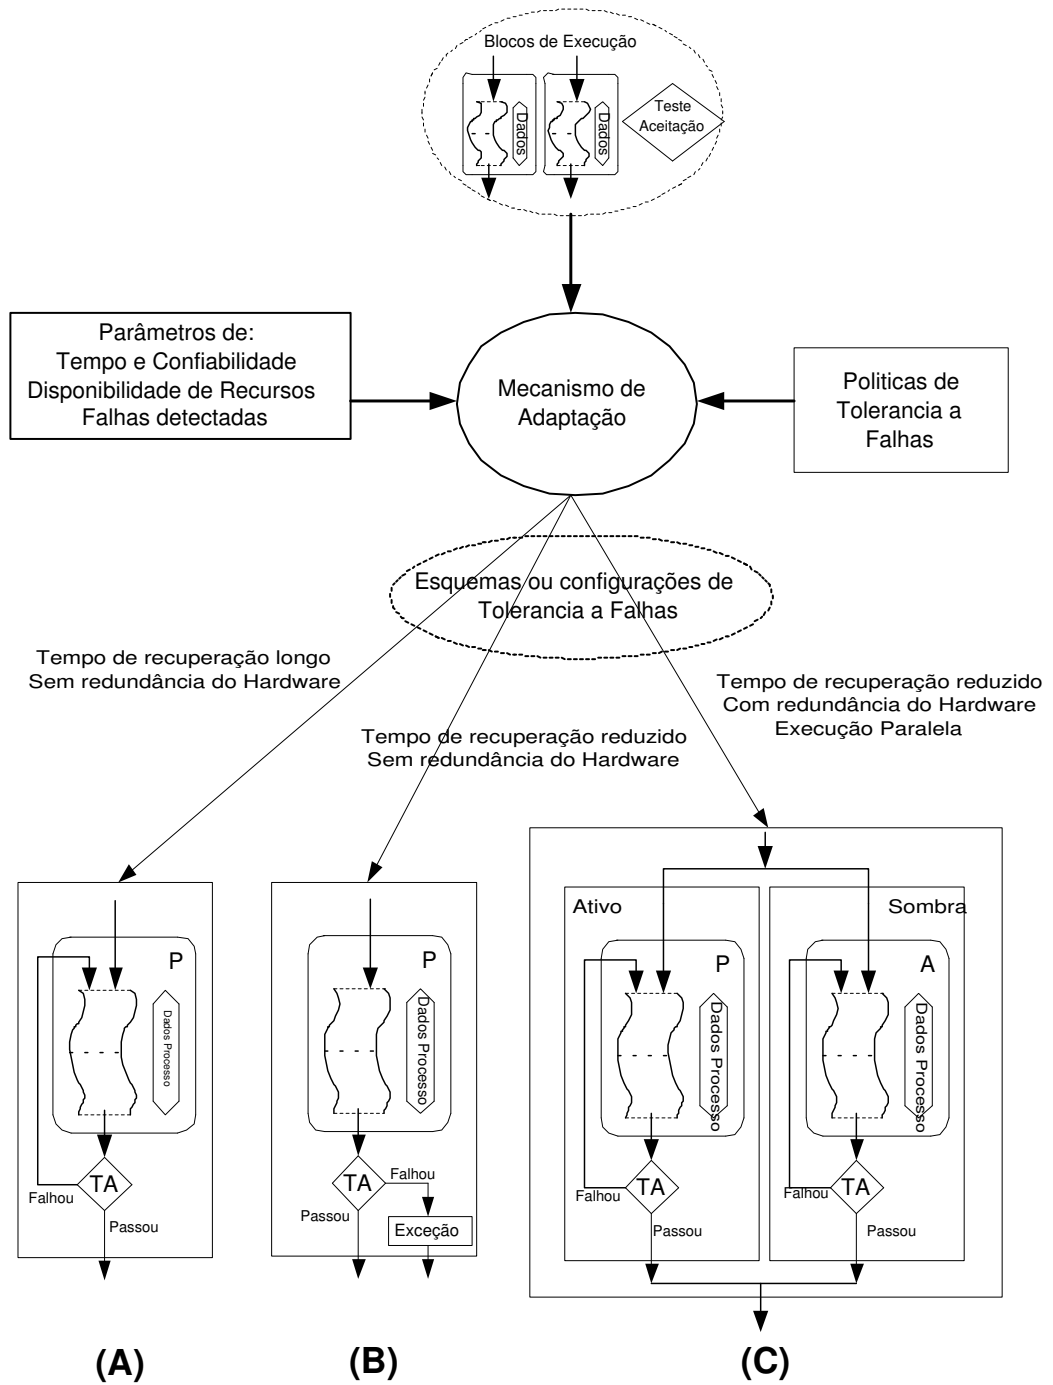 Blocos de Execução
Dados
Dados
Teste
Aceitação
Parâmetros de:
Tempo e Confiabilidade
Disponibilidade de Recursos
Falhas detectadas
Mecanismo de
Adaptação
Politicas de
Tolerancia a
Falhas
Esquemas ou configurações de
Tolerancia a Falhas
Tempo de recuperação longo
Sem redundância do Hardware
Tempo de recuperação reduzido
Sem redundância do Hardware
Tempo de recuperação reduzido
Com redundância do Hardware
Execução Paralela
P
Dados Processo
TA
Falhou
Passou
P
Dados Processo
TA
Falhou
Passou
Exceção
Ativo
P
Dados Processo
TA
Falhou
Passou
Sombra
A
Dados Processo
TA
Falhou
Passou
(A)
(B)
(C)